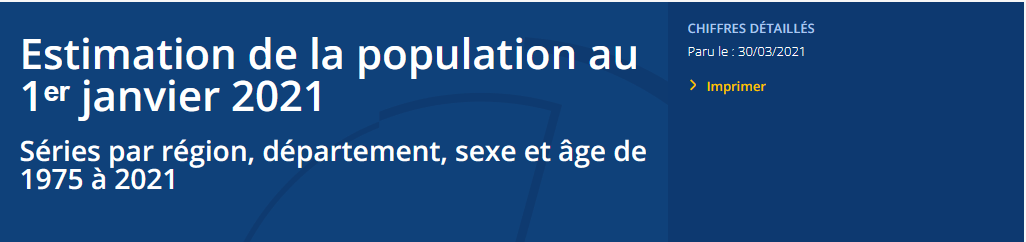 Estimation de la population au
1er janvier 2021
Séries par région, département, sexe et âge de
1975 à 2021
CHIFFRES DÉTAILLÉS
Paru le : 30/03/2021
Imprimer